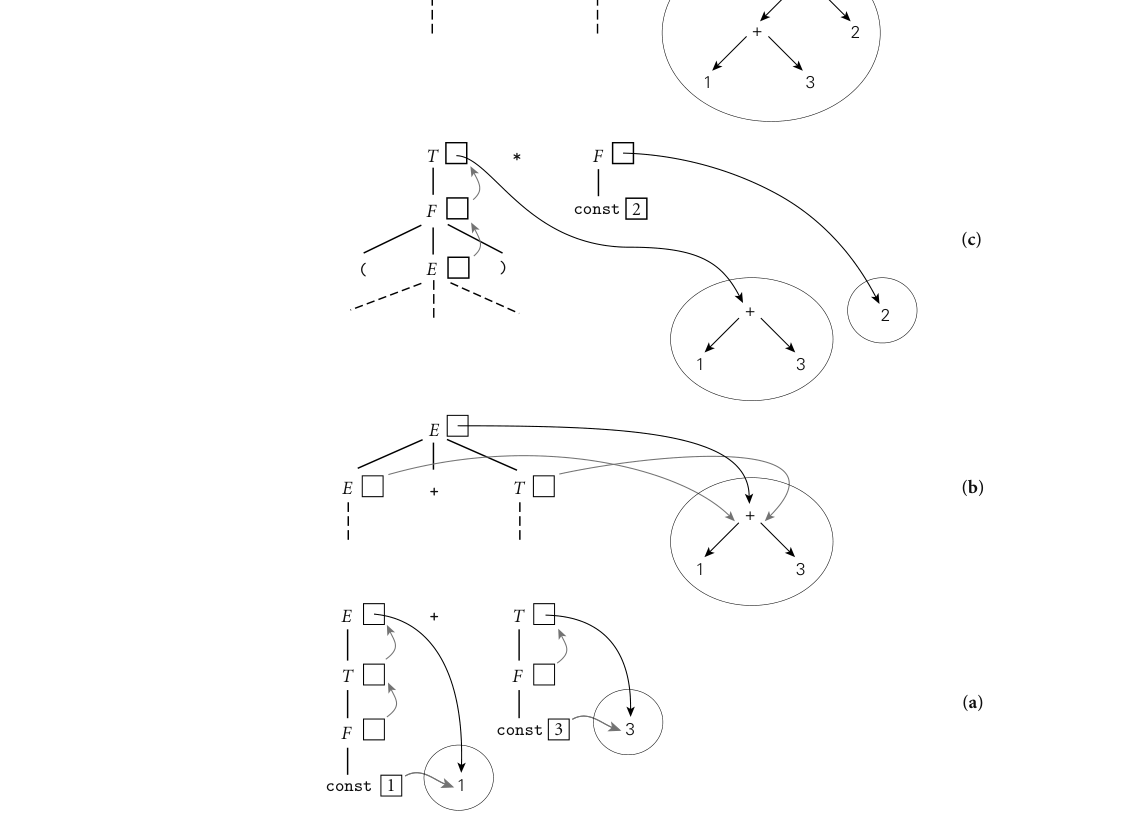 + 2
1 3
T * F
const 2
F
(c)
( E )
+ 2
1 3
E
E + T (b)
+
1 3
E + T
T F
(a)
const 3 3
F
const 1 1